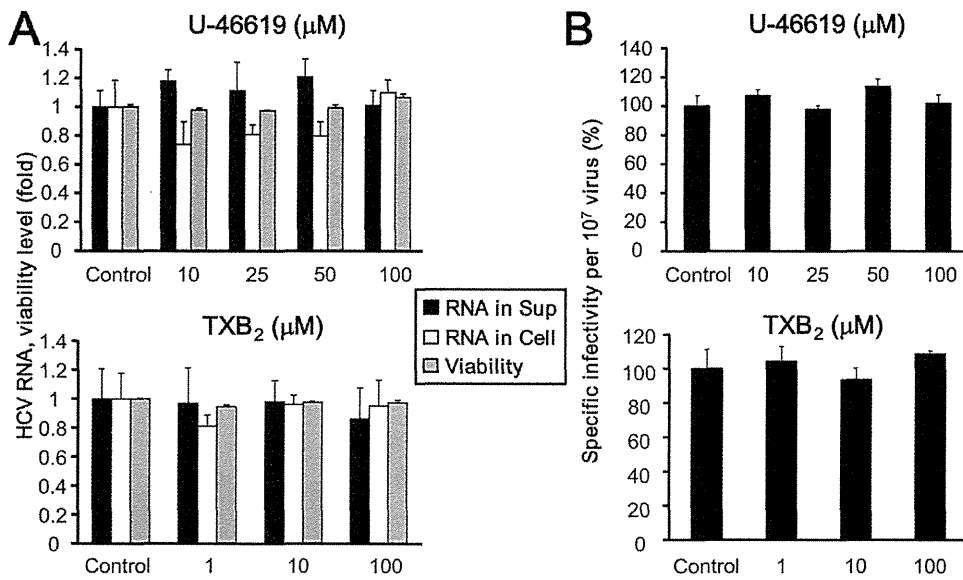 A
U-46619 (μM)
HCV RNA, viability level (fold)
1.4
1.2
1
0.8
0.6
0.4
0.2
0
Control 10 25 50 100
TXB₂ (μM)
1.4
1.2
1
0.8
0.6
0.4
0.2
0
Control 1 10 100
RNA in Sup
RNA in Cell
Viability
B
U-46619 (μM)
Specific infectivity per 10⁷ virus (%)
140
120
100
80
60
40
20
0
Control 10 25 50 100
TXB₂ (μM)
120
100
80
60
40
20
0
Control 1 10 100